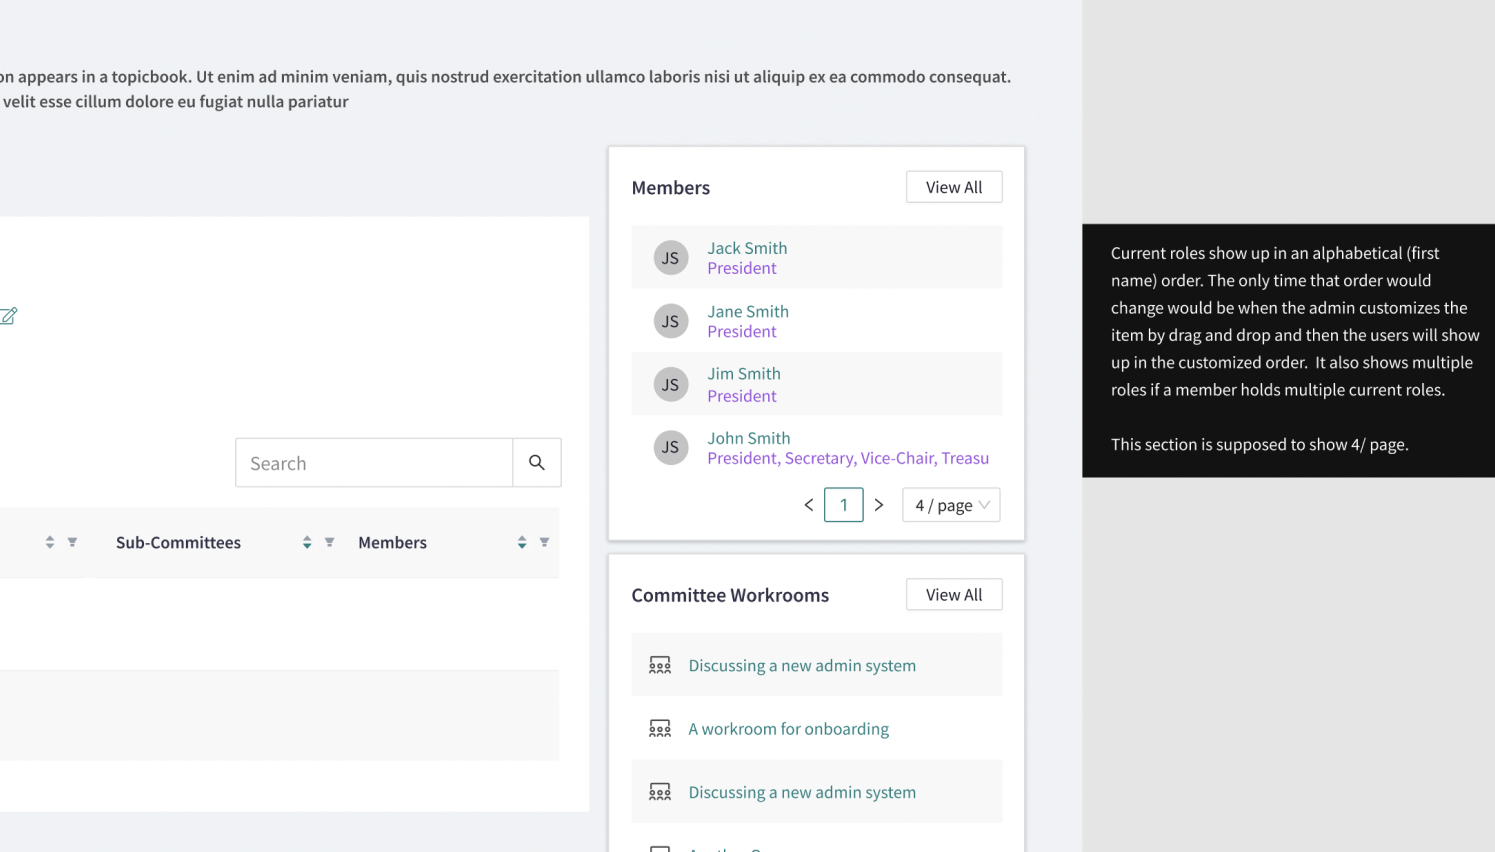 on appears in a topicbook. Ut enim ad minim veniam, quis nostrud exercitation ullamco laboris nisi ut aliquip ex ea commodo consequat.
velit esse cillum dolore eu fugiat nulla pariatur
Members
View All
JS
Jack Smith
President
JS
Jane Smith
President
JS
Jim Smith
President
JS
John Smith
President, Secretary, Vice-Chair, Treasu
< 1 >
4 / page
Search
Sub-Committees
Members
Committee Workrooms
View All
Discussing a new admin system
A workroom for onboarding
Discussing a new admin system
Current roles show up in an alphabetical (first
name) order. The only time that order would
change would be when the admin customizes the
item by drag and drop and then the users will show
up in the customized order.  It also shows multiple
roles if a member holds multiple current roles.
This section is supposed to show 4/ page.